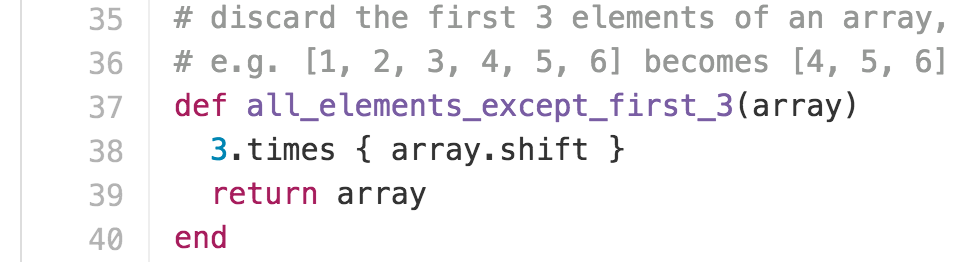 35 # discard the first 3 elements of an array,
36 # e.g. [1, 2, 3, 4, 5, 6] becomes [4, 5, 6]
37 def all_elements_except_first_3(array)
38   3.times { array.shift }
39   return array
40 end